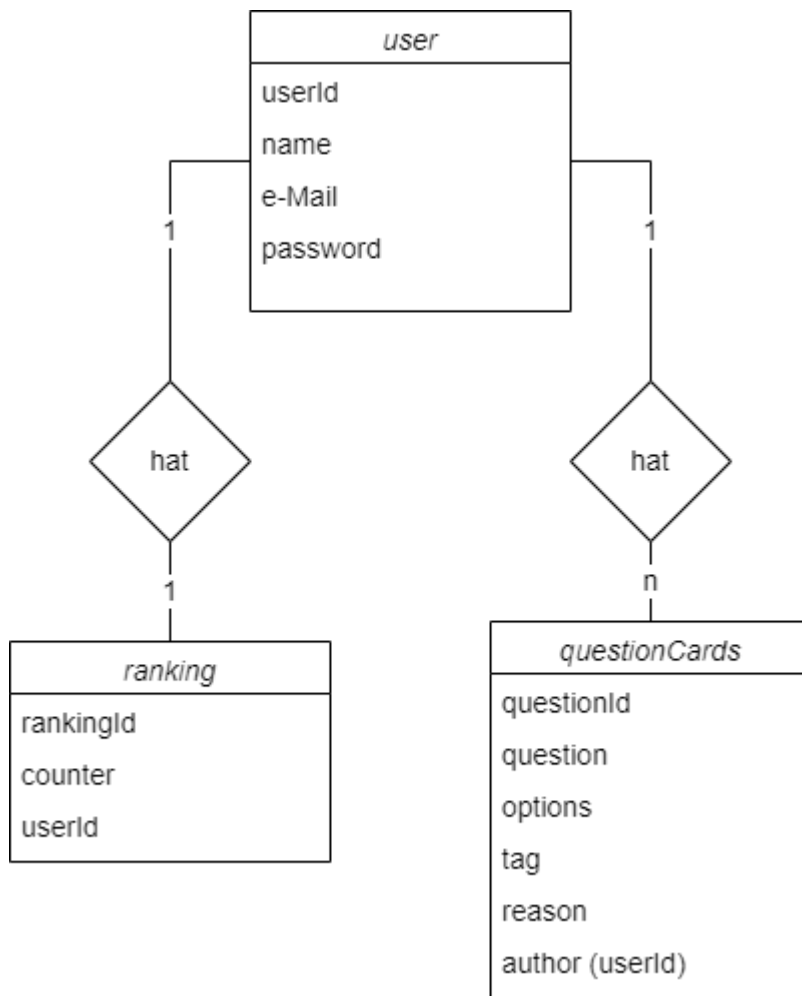 user
userId
name
e-Mail
password
1
1
hat
hat
1
n
ranking
rankingId
counter
userId
questionCards
questionId
question
options
tag
reason
author (userId)